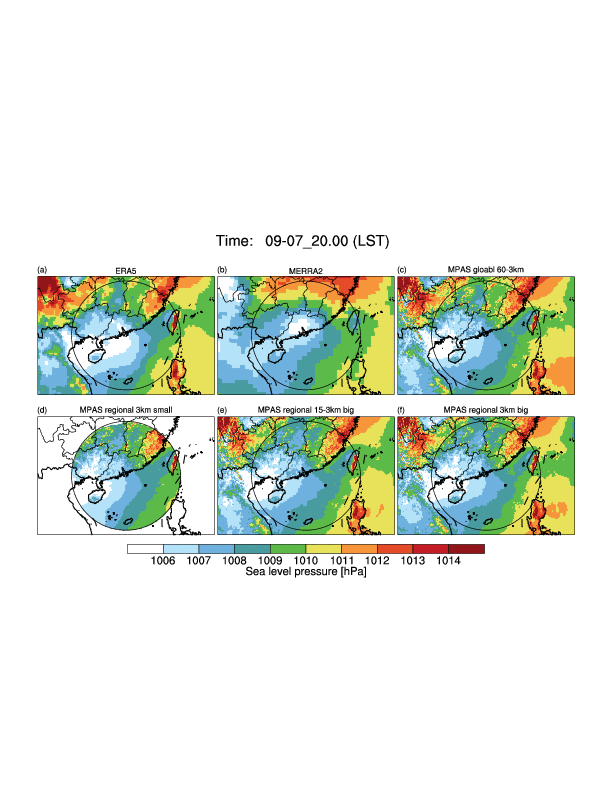 Time: 09-07_20.00 (LST)
(a) ERA5
(b) MERRA2
(c) MPAS gloabl 60-3km
(d) MPAS regional 3km small
(e) MPAS regional 15-3km big
(f) MPAS regional 3km big
1006 1007 1008 1009 1010 1011 1012 1013 1014
Sea level pressure [hPa]